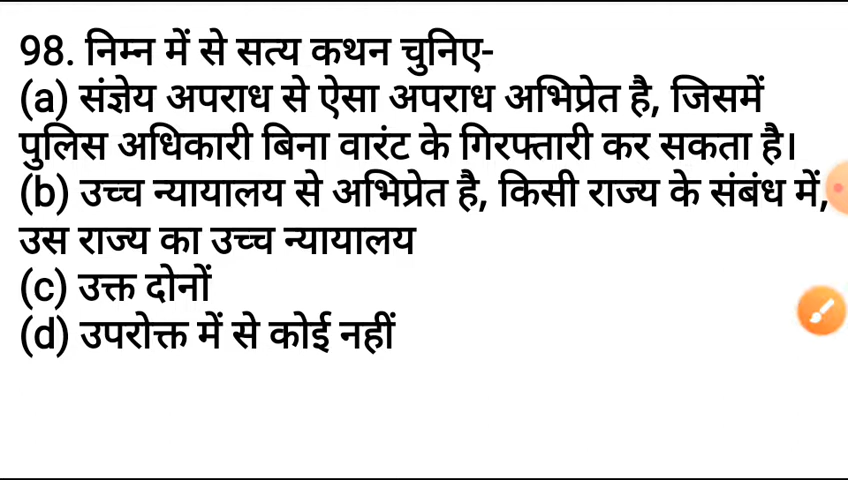 98. निम्न में से सत्य कथन चुनिए-
(a) संज्ञेय अपराध से ऐसा अपराध अभिप्रेत है, जिसमें
पुलिस अधिकारी बिना वारंट के गिरफ्तारी कर सकता है।
(b) उच्च न्यायालय से अभिप्रेत है, किसी राज्य के संबंध में,
उस राज्य का उच्च न्यायालय
(c) उक्त दोनों
(d) उपरोक्त में से कोई नहीं